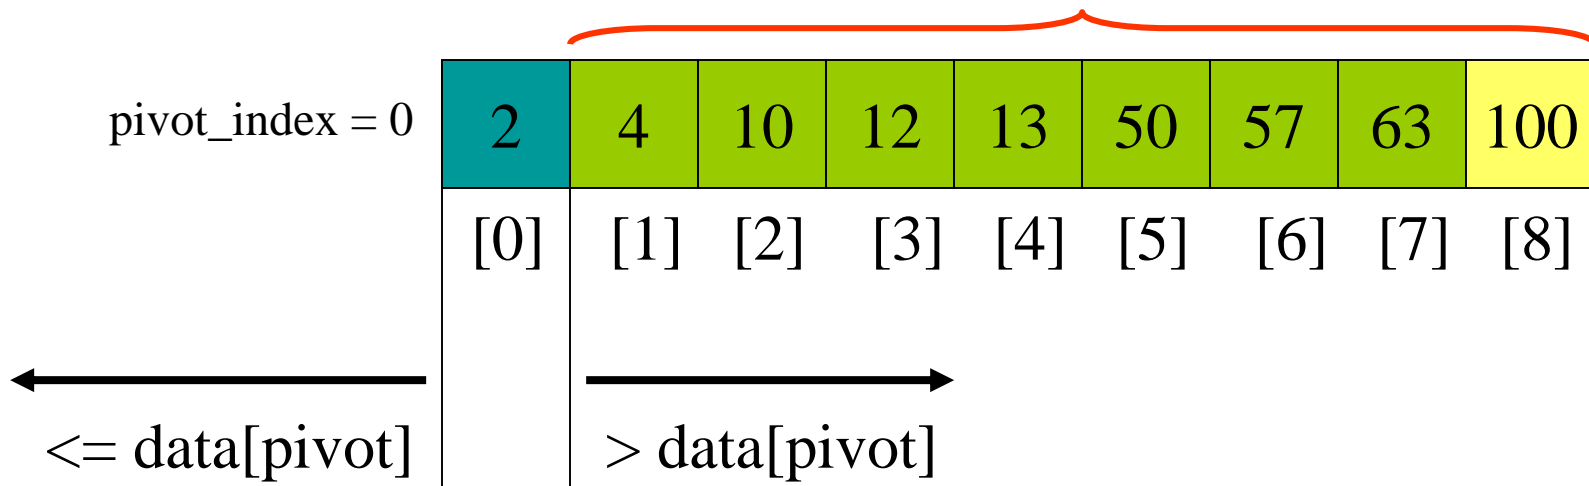 pivot_index = 0 2 4 10 12 13 50 57 63 100
[0] [1] [2] [3] [4] [5] [6] [7] [8]
<= data[pivot] > data[pivot]